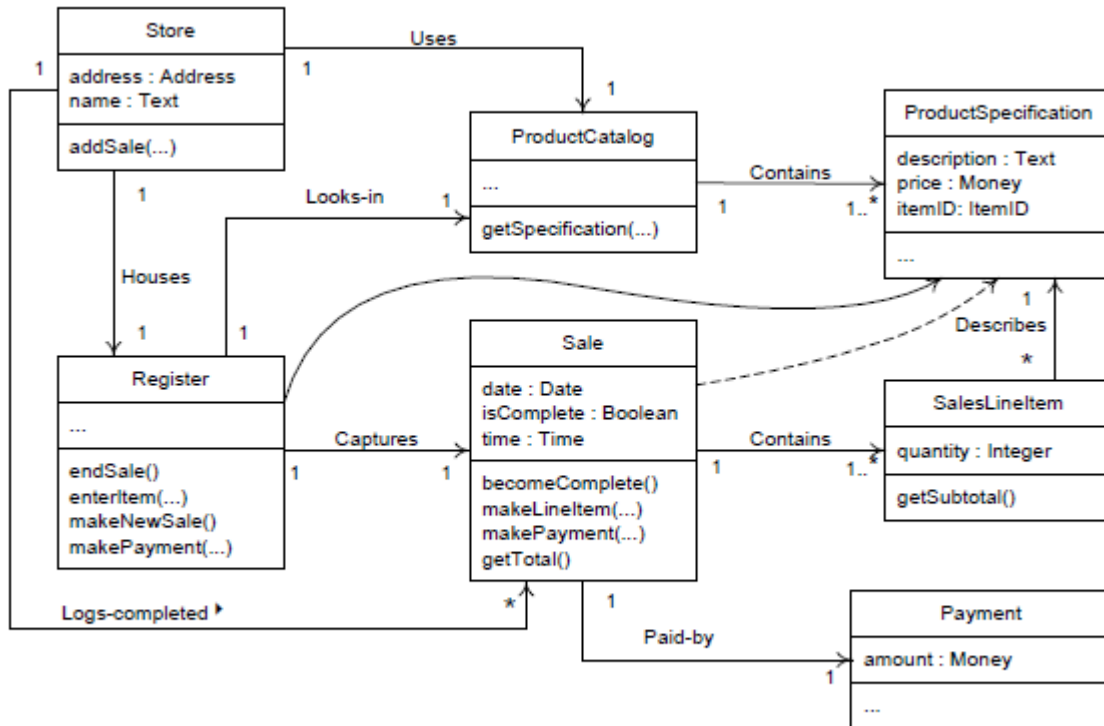 Store
address : Address
name : Text
addSale(...)
1
1
Uses
1
ProductCatalog
...
getSpecification(...)
ProductSpecification
description : Text
price : Money
itemID: ItemID
...
Contains
1
1..*
1
Houses
1
Looks-in
1
1
Register
...
endSale()
enterItem(...)
makeNewSale()
makePayment(...)
Captures
1
1
Sale
date : Date
isComplete : Boolean
time : Time
becomeComplete()
makeLineItem(...)
makePayment(...)
getTotal()
1
Describes
*
SalesLineItem
quantity : Integer
getSubtotal()
Contains
1
1..*
Logs-completed
*
1
Paid-by
1
Payment
amount : Money
...